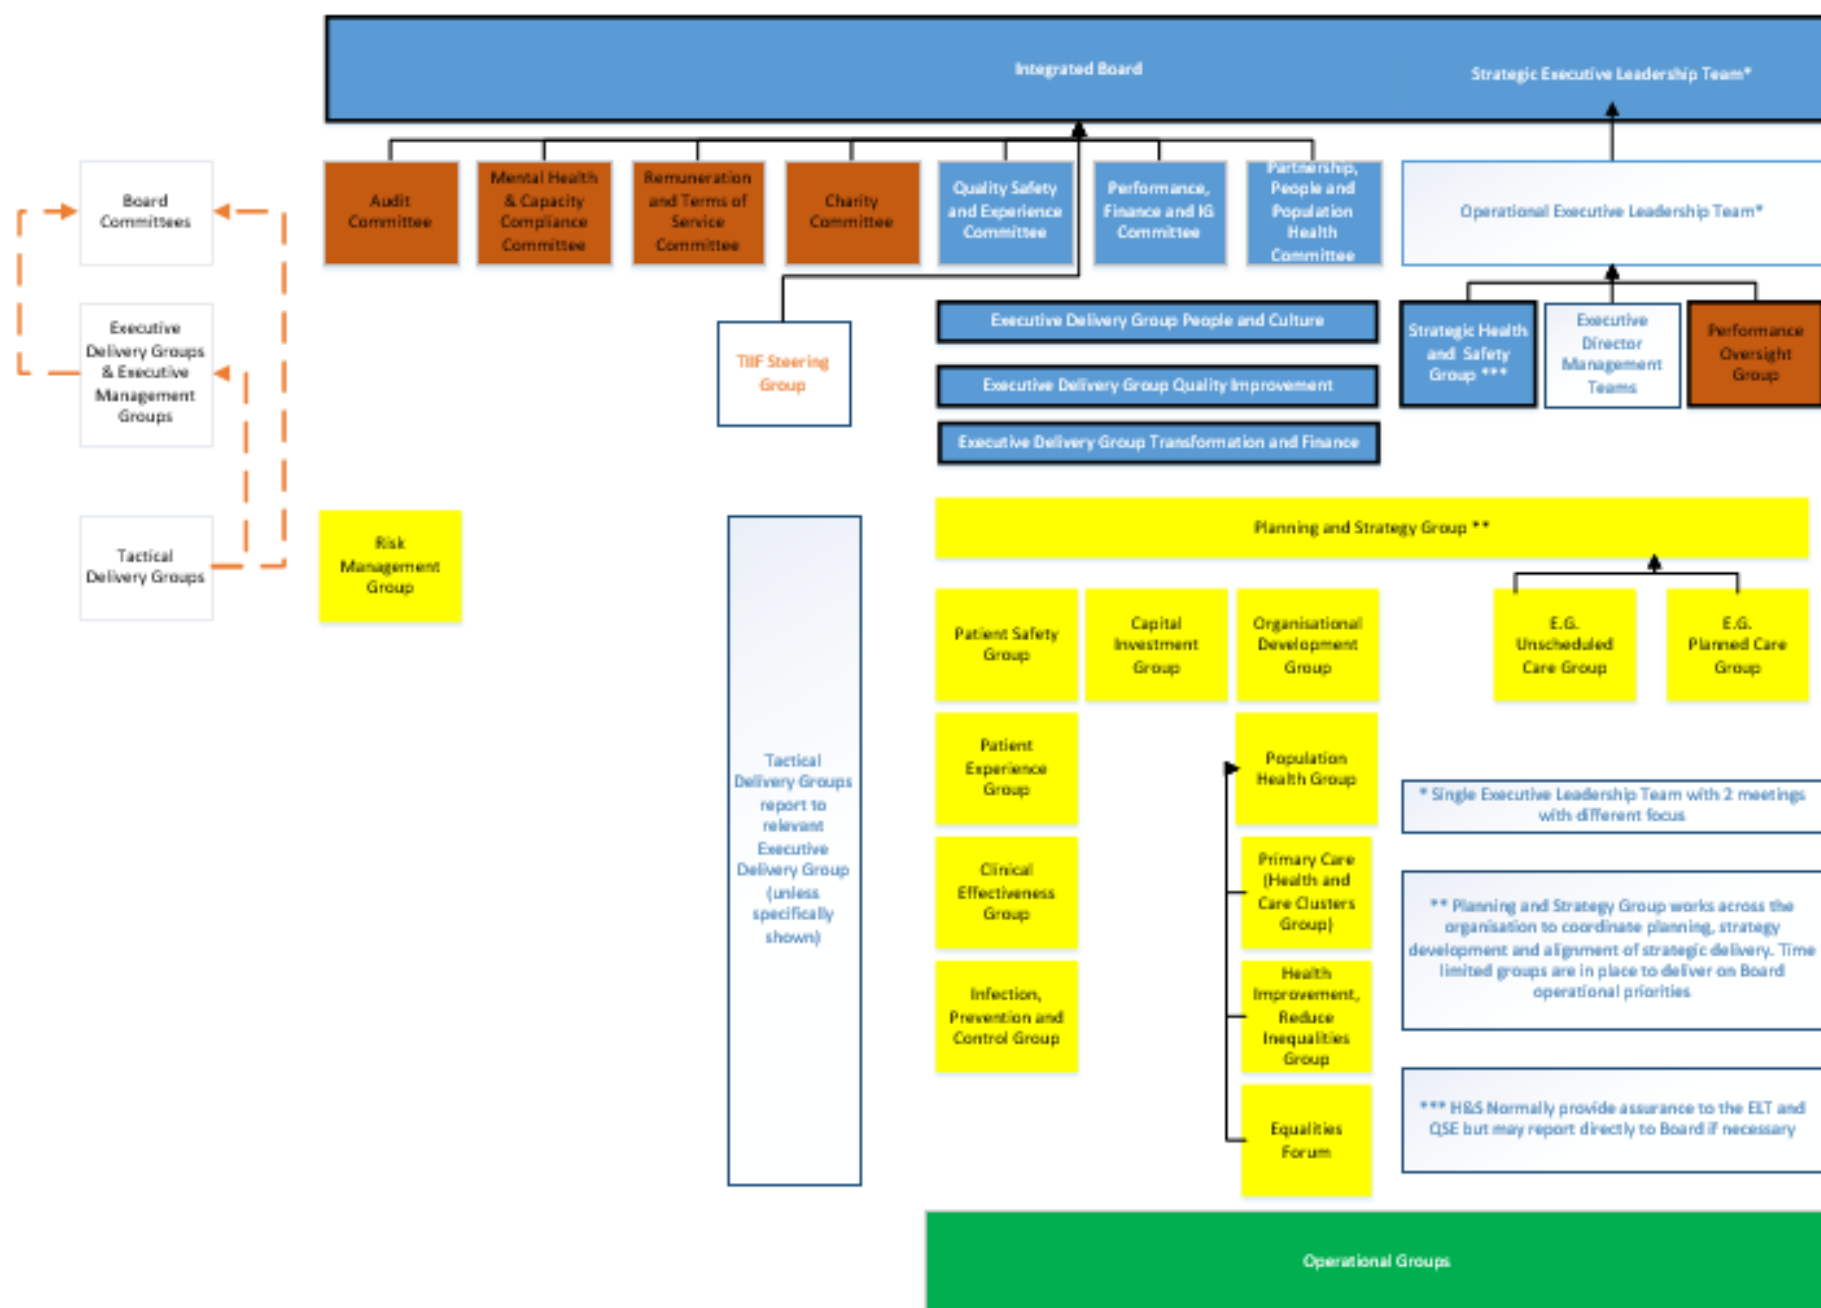 Integrated Board
Strategic Executive Leadership Team*
Board
Committees
Audit
Committee
Mental Health
& Capacity
Compliance
Committee
Remuneration
and Terms of
Service
Committee
Charity
Committee
Quality Safety
and Experience
Committee
Performance,
Finance and IG
Committee
Partnership,
People and
Population
Health
Committee
Operational Executive Leadership Team*
Executive
Delivery Groups
& Executive
Management
Groups
TIIF Steering
Group
Executive Delivery Group People and Culture
Executive Delivery Group Quality Improvement
Executive Delivery Group Transformation and Finance
Strategic Health
and Safety
Group ***
Executive
Director
Management
Teams
Performance
Oversight
Group
Tactical
Delivery Groups
Risk
Management
Group
Tactical
Delivery Groups
report to
relevant
Executive
Delivery Group
(unless
specifically
shown)
Planning and Strategy Group **
Patient Safety
Group
Capital
Investment
Group
Organisational
Development
Group
E.G.
Unscheduled
Care Group
E.G.
Planned Care
Group
Patient
Experience
Group
Population
Health Group
Clinical
Effectiveness
Group
Primary Care
(Health and
Care Clusters
Group)
Infection,
Prevention and
Control Group
Health
Improvement,
Reduce
Inequalities
Group
Equalities
Forum
* Single Executive Leadership Team with 2 meetings
with different focus
** Planning and Strategy Group works across the
organisation to coordinate planning, strategy
development and alignment of strategic delivery. Time
limited groups are in place to deliver on Board
operational priorities
*** H&S Normally provide assurance to the ELT and
QSE but may report directly to Board if necessary
Operational Groups